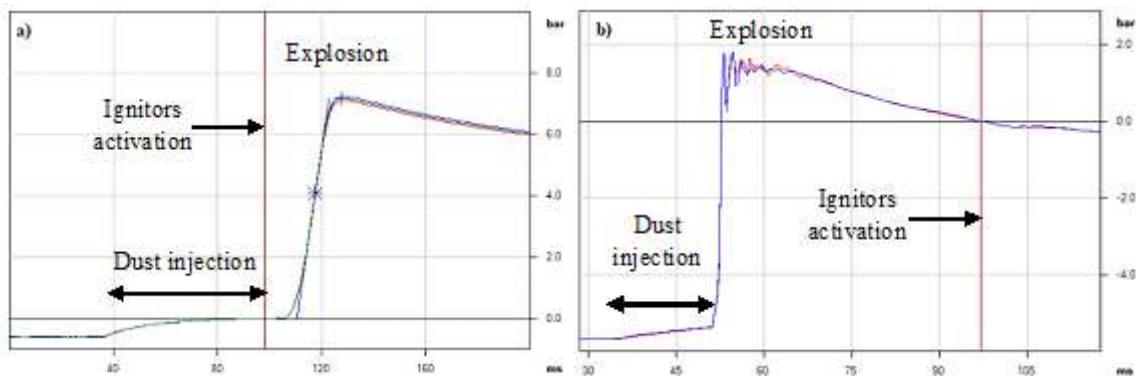 a)
bar
Explosion
8.0
Ignitors
activation
6.0
4.0
Dust injection
2.0
0.0
40
80
120
160
ms
b)
bar
Explosion
2.0
0.0
Ignitors
activation
-2.0
Dust
injection
-4.0
30
45
60
75
90
105
ms